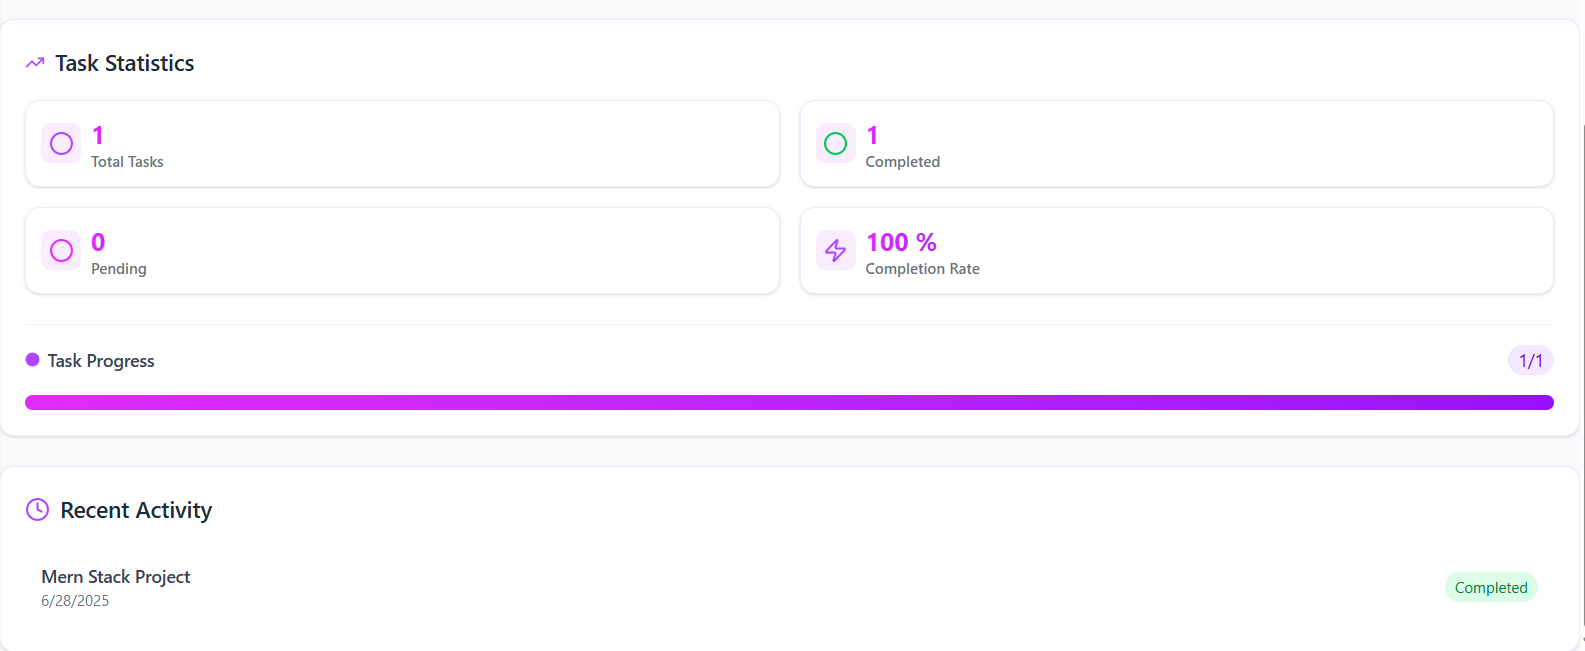 Task Statistics
1
Total Tasks
1
Completed
0
Pending
100 %
Completion Rate
Task Progress
1/1
Recent Activity
Mern Stack Project
6/28/2025
Completed